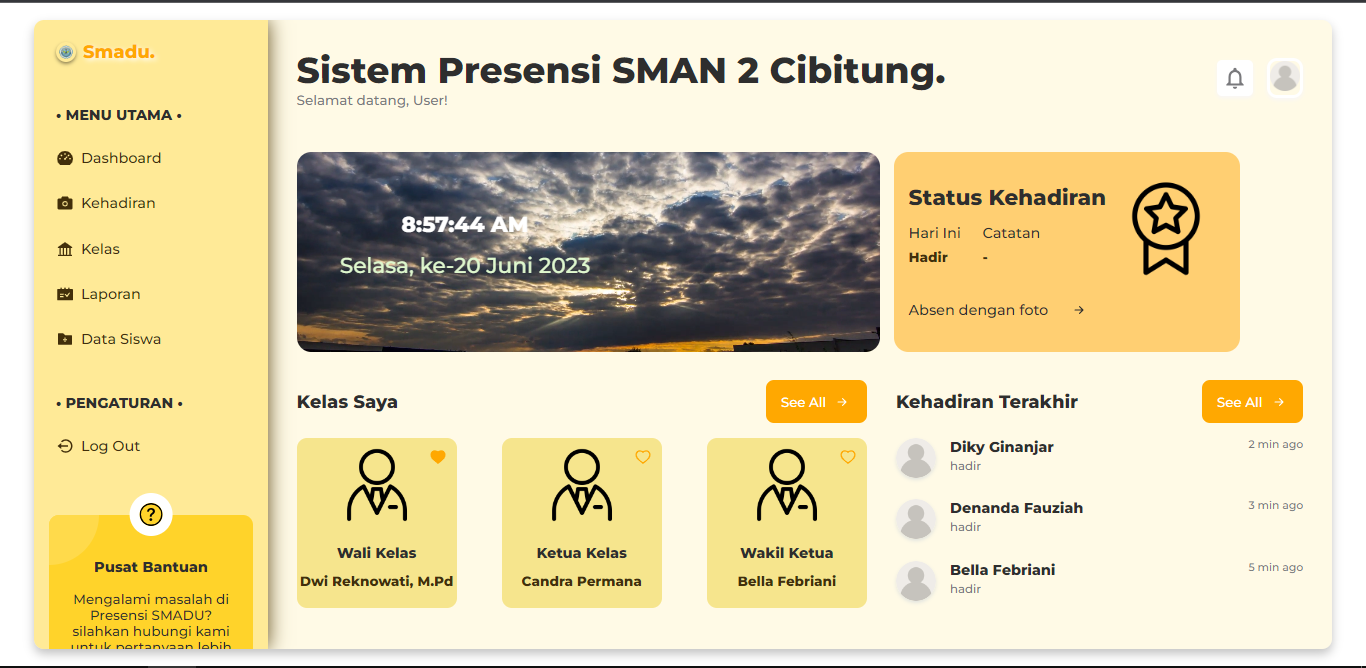 Smadu.
• MENU UTAMA •
Dashboard
Kehadiran
Kelas
Laporan
Data Siswa
• PENGATURAN •
Log Out
?
Pusat Bantuan
Mengalami masalah di
Presensi SMADU?
silahkan hubungi kami
untuk pertanyaan lebih
Sistem Presensi SMAN 2 Cibitung.
Selamat datang, User!
8:57:44 AM
Selasa, ke-20 Juni 2023
Status Kehadiran
Hari Ini Catatan
Hadir -
Absen dengan foto →
Kelas Saya
See All →
Wali Kelas
Dwi Reknowati, M.Pd
Ketua Kelas
Candra Permana
Wakil Ketua
Bella Febriani
Kehadiran Terakhir
See All →
Diky Ginanjar
hadir
2 min ago
Denanda Fauziah
hadir
3 min ago
Bella Febriani
hadir
5 min ago